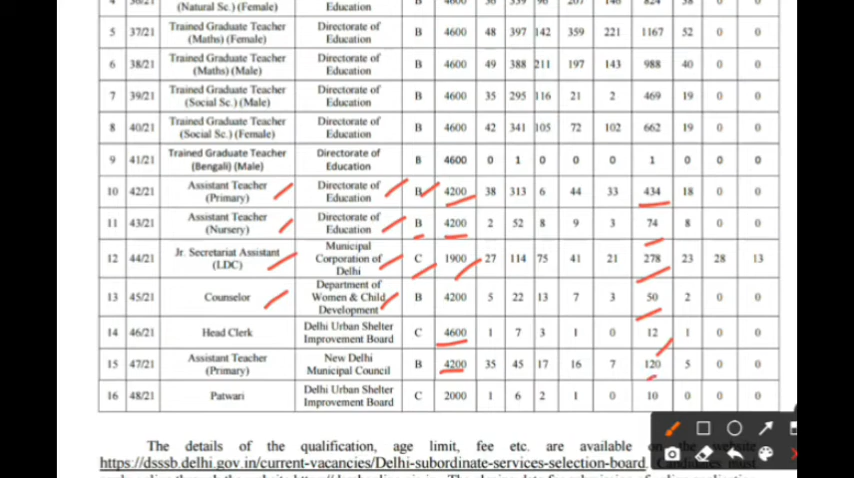 (Natural Sc.) (Female) Education
5 37/21 Trained Graduate Teacher (Maths) (Female) Directorate of Education B 4600 48 397 142 359 221 1167 52 0 0
6 38/21 Trained Graduate Teacher (Maths) (Male) Directorate of Education B 4600 49 388 211 197 143 988 40 0 0
7 39/21 Trained Graduate Teacher (Social Sc.) (Male) Directorate of Education B 4600 35 295 116 21 2 469 19 0 0
8 40/21 Trained Graduate Teacher (Social Sc.) (Female) Directorate of Education B 4600 42 341 105 72 102 662 19 0 0
9 41/21 Trained Graduate Teacher (Bengali) (Male) Directorate of Education B 4600 0 1 0 0 0 1 0 0 0
10 42/21 Assistant Teacher (Primary) Directorate of Education B 4200 38 313 6 44 33 434 18 0 0
11 43/21 Assistant Teacher (Nursery) Directorate of Education B 4200 2 52 8 9 3 74 8 0 0
12 44/21 Jr. Secretariat Assistant (LDC) Municipal Corporation of Delhi C 1900 27 114 75 41 21 278 23 28 13
13 45/21 Counselor Department of Women & Child Development B 4200 5 22 13 7 3 50 2 0 0
14 46/21 Head Clerk Delhi Urban Shelter Improvement Board C 4600 1 7 3 1 0 12 1 0 0
15 47/21 Assistant Teacher (Primary) New Delhi Municipal Council B 4200 35 45 17 16 7 120 5 0 0
16 48/21 Patwari Delhi Urban Shelter Improvement Board C 2000 1 6 2 1 0 10 0 0 0
The details of the qualification, age limit, fee etc. are available
https://dsssb.delhi.gov.in/current-vacancies/Delhi-subordinate-services-selection-board.